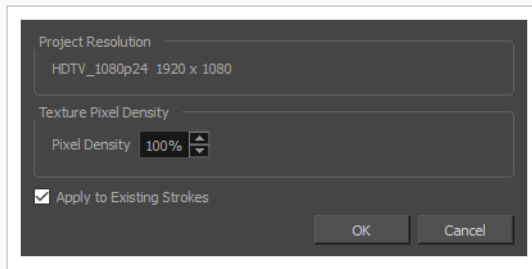 Project Resolution
HDTV_1080p24 1920 x 1080
Texture Pixel Density
Pixel Density 100%
Apply to Existing Strokes
OK Cancel